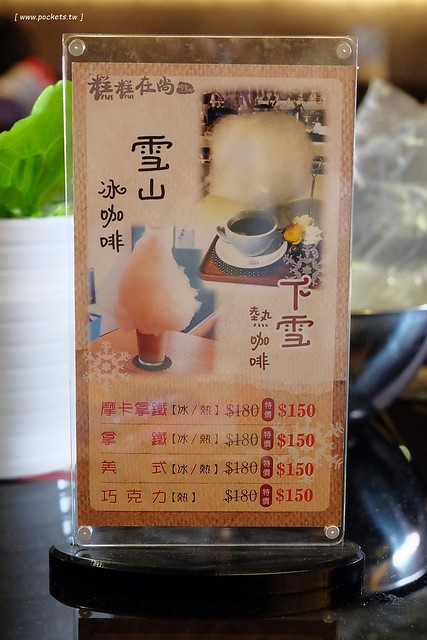 [ www.pockets.tw ]
糕糕在尚
雪山
冰咖啡
下雪
熱咖啡
摩卡拿鐵【冰/熱】 $180 特價 $150
拿鐵【冰/熱】 $180 特價 $150
美式【冰/熱】 $180 特價 $150
巧克力【熱】 $180 特價 $150